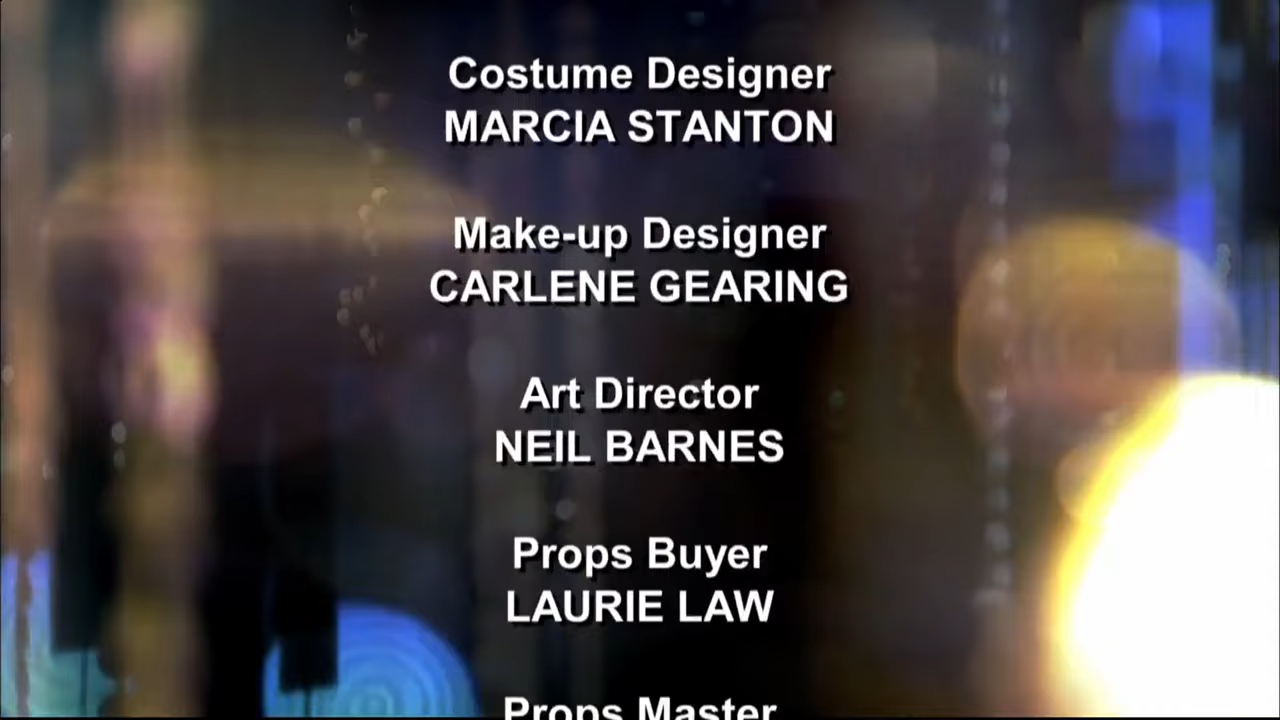 Costume Designer
MARCIA STANTON
Make-up Designer
CARLENE GEARING
Art Director
NEIL BARNES
Props Buyer
LAURIE LAW
Props Master